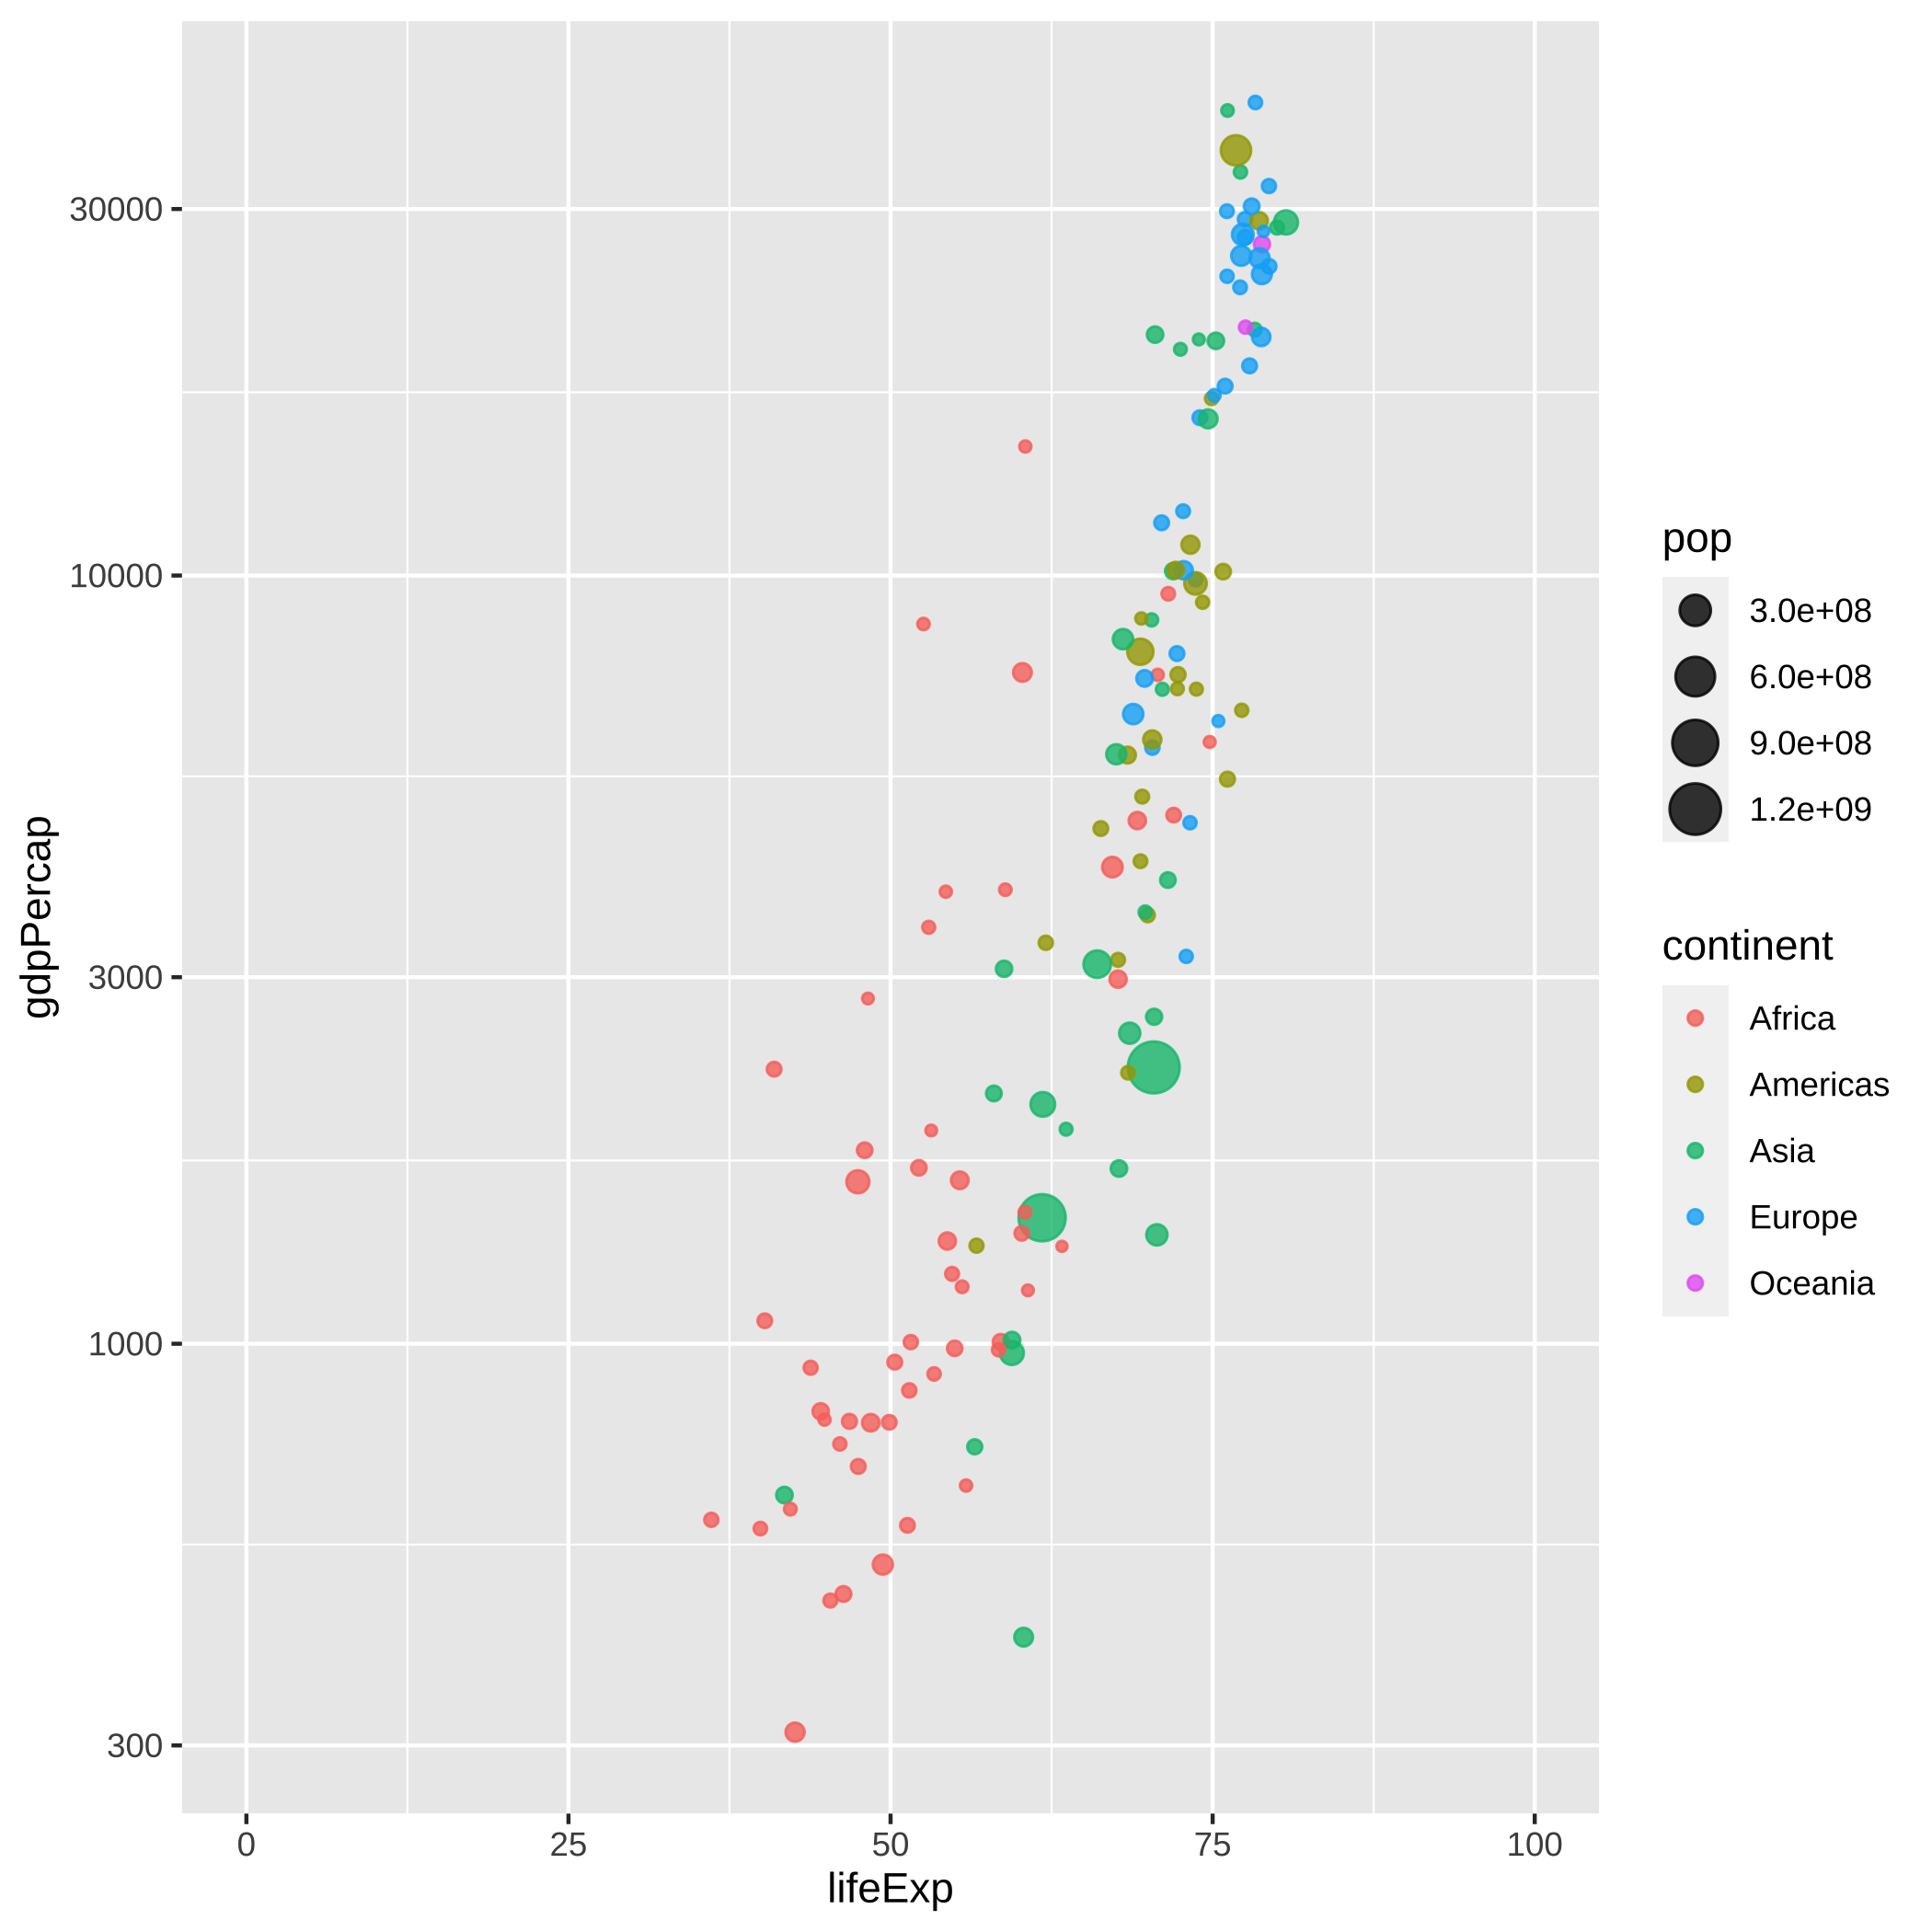 30000
10000
3000
1000
300
gdpPercap
0 25 50 75 100
lifeExp
pop
3.0e+08
6.0e+08
9.0e+08
1.2e+09
continent
Africa
Americas
Asia
Europe
Oceania